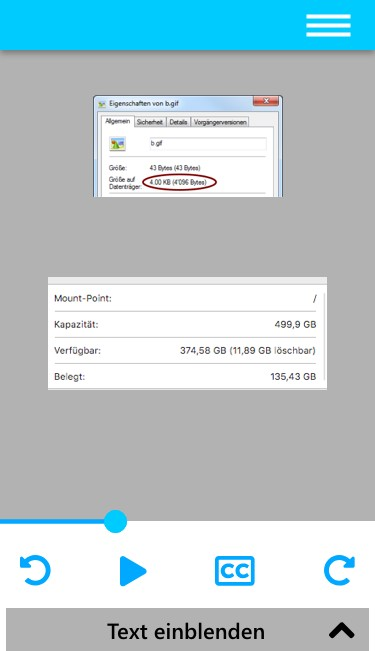 Eigenschaften von b.gif
Allgemein Sicherheit Details Vorgängerversionen
b.gif
Größe: 43 Bytes (43 Bytes)
Größe auf Datenträger: 4.00 KB (4'096 Bytes)
Mount-Point: /
Kapazität: 499,9 GB
Verfügbar: 374,58 GB (11,89 GB löschbar)
Belegt: 135,43 GB
CC
Text einblenden